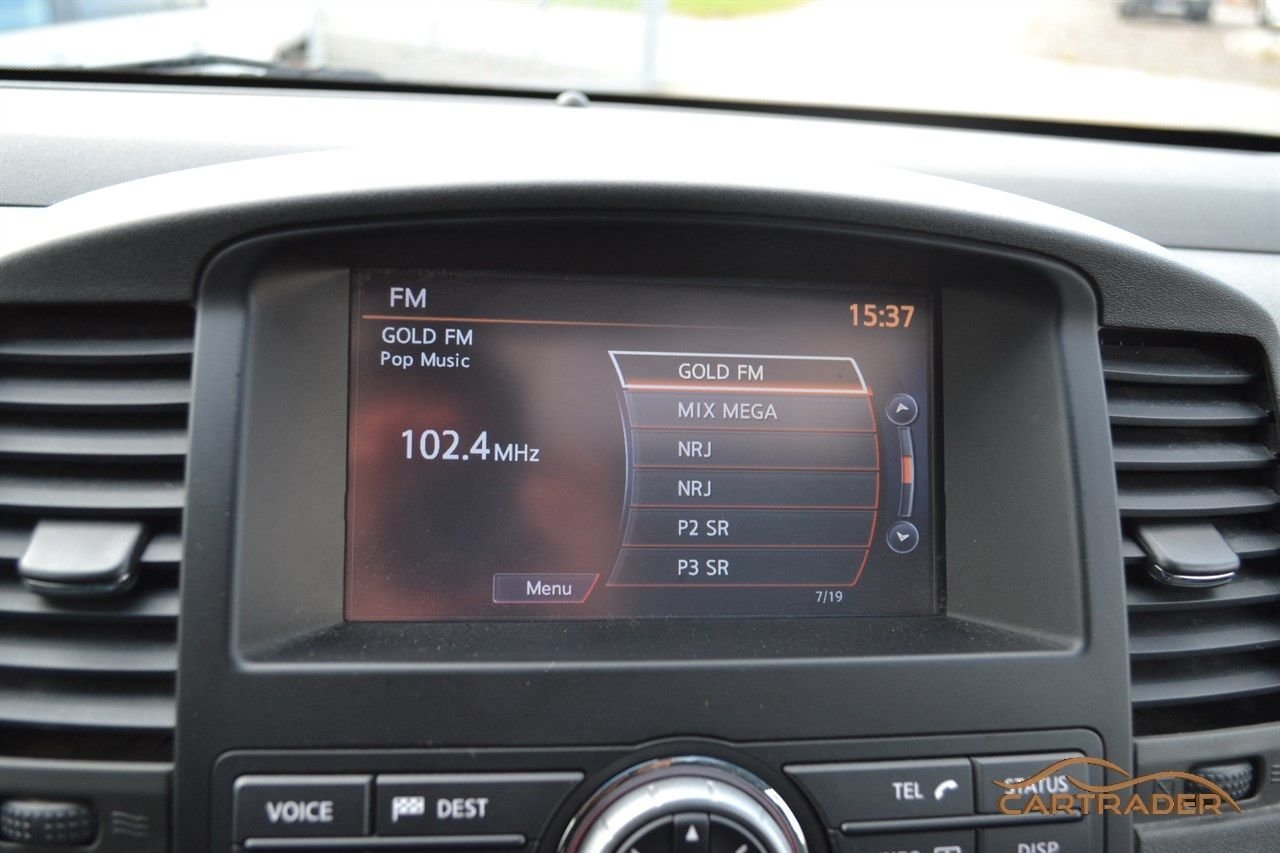 FM
15:37
GOLD FM
Pop Music
102.4MHz
GOLD FM
MIX MEGA
NRJ
NRJ
P2 SR
P3 SR
Menu
7/19
VOICE
DEST
TEL
STATUS
DISP
CARTRADER